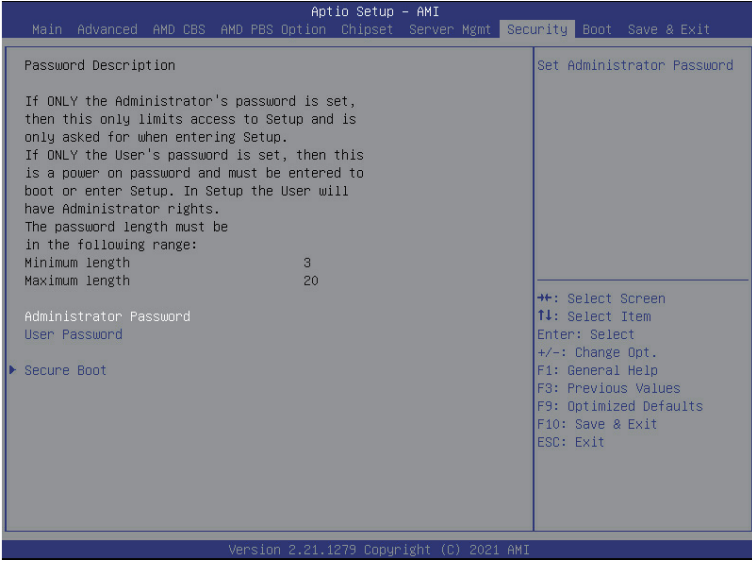 Aptio Setup – AMI
Main Advanced AMD CBS AMD PBS Option Chipset Server Mgmt Security Boot Save & Exit
Password Description
If ONLY the Administrator's password is set,
then this only limits access to Setup and is
only asked for when entering Setup.
If ONLY the User's password is set, then this
is a power on password and must be entered to
boot or enter Setup. In Setup the User will
have Administrator rights.
The password length must be
in the following range:
Minimum length 3
Maximum length 20
Administrator Password
User Password
Secure Boot
Set Administrator Password
→←: Select Screen
↑↓: Select Item
Enter: Select
+/-: Change Opt.
F1: General Help
F3: Previous Values
F9: Optimized Defaults
F10: Save & Exit
ESC: Exit
Version 2.21.1279 Copyright (C) 2021 AMI